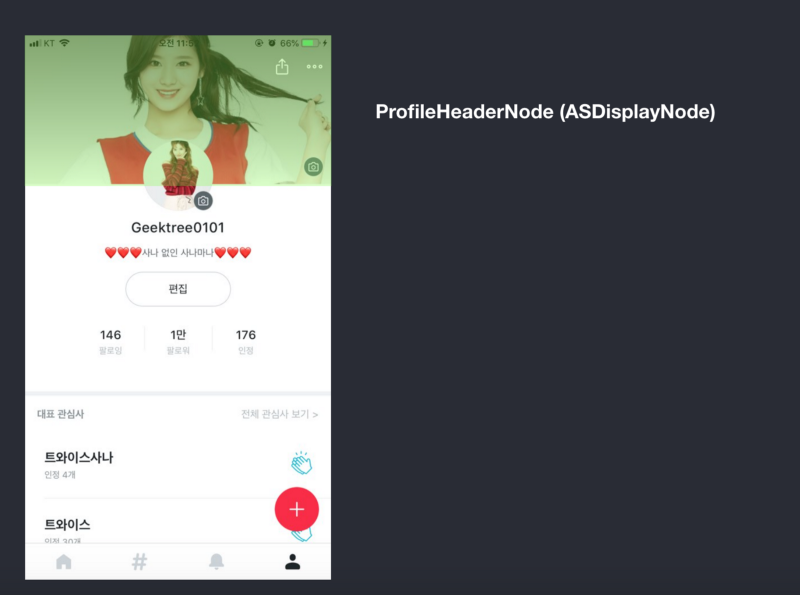 KT 오전 11:5 66%
ProfileHeaderNode (ASDisplayNode)
Geektree0101
❤️❤️❤️사나 없인 사나마나❤️❤️❤️
편집
146 1만 176
팔로잉 팔로워 인정
대표 관심사 전체 관심사 보기 >
트와이스사나
인정 4개
트와이스
인정 30개